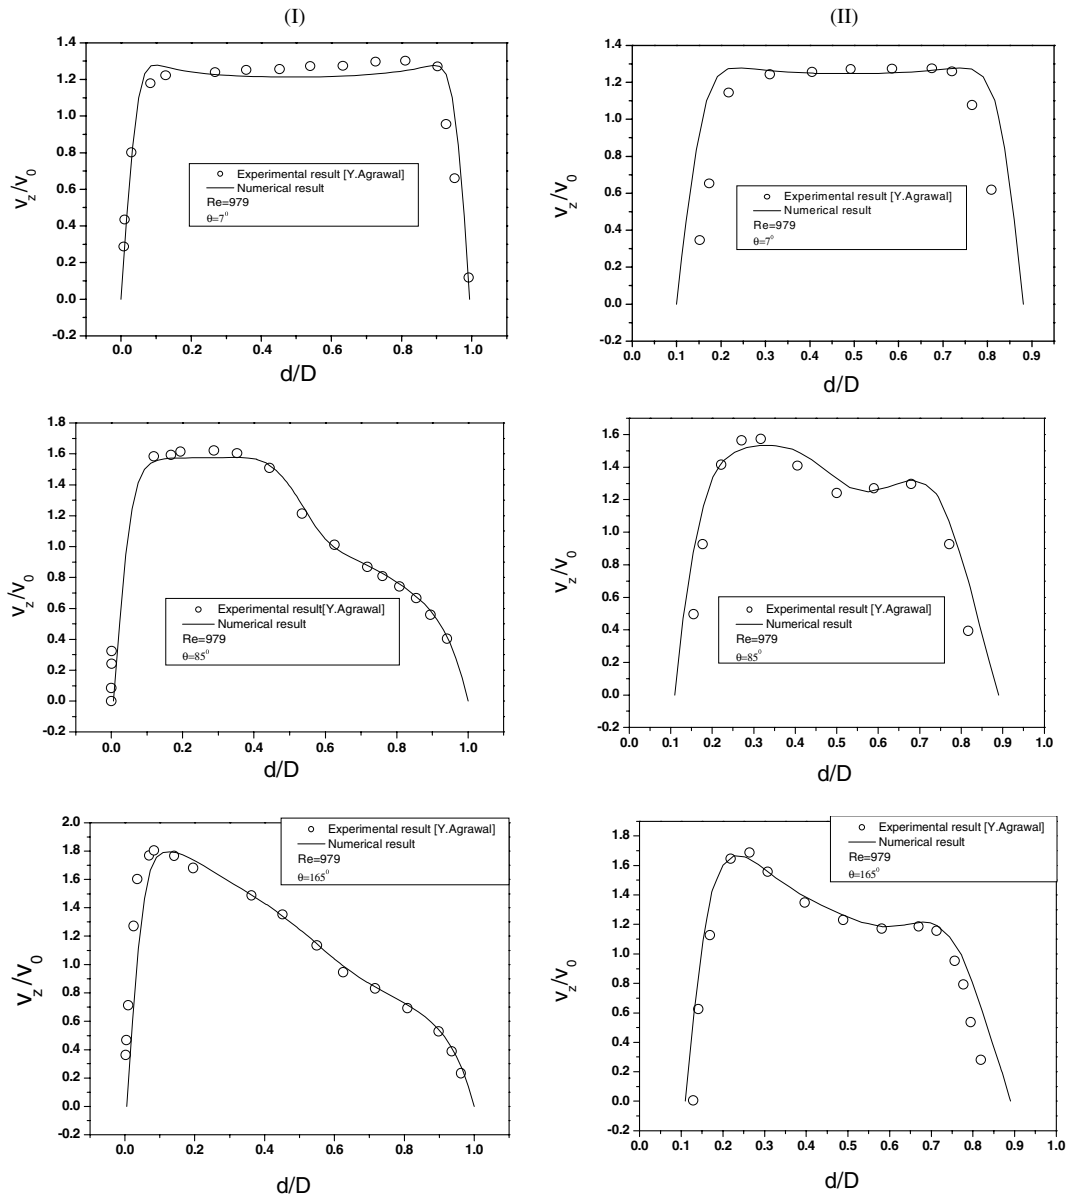 (I)
(II)
1.4
1.2
1.0
0.8
0.6
0.4
0.2
0.0
-0.2
v_z/v_0
Experimental result [Y.Agrawal]
Numerical result
Re=979
θ=7⁰
0.0 0.2 0.4 0.6 0.8 1.0
d/D
1.4
1.2
1.0
0.8
0.6
0.4
0.2
0.0
-0.2
v_z/v_0
Experimental result [Y.Agrawal]
Numerical result
Re=979
θ=7⁰
0.0 0.1 0.2 0.3 0.4 0.5 0.6 0.7 0.8 0.9
d/D
1.8
1.6
1.4
1.2
1.0
0.8
0.6
0.4
0.2
0.0
-0.2
v_z/v_0
Experimental result[Y.Agrawal]
Numerical result
Re=979
θ=85⁰
0.0 0.2 0.4 0.6 0.8 1.0
d/D
1.6
1.4
1.2
1.0
0.8
0.6
0.4
0.2
0.0
-0.2
v_z/v_0
Experimental result [Y.Agrawal]
Numerical result
Re=979
θ=85⁰
0.0 0.1 0.2 0.3 0.4 0.5 0.6 0.7 0.8 0.9 1.0
d/D
2.0
1.8
1.6
1.4
1.2
1.0
0.8
0.6
0.4
0.2
0.0
-0.2
v_z/v_0
Experimental result [Y.Agrawal]
Numerical result
Re=979
θ=165⁰
0.0 0.2 0.4 0.6 0.8 1.0
d/D
1.8
1.6
1.4
1.2
1.0
0.8
0.6
0.4
0.2
0.0
-0.2
v_z/v_0
Experimental result [Y.Agrawal]
Numerical result
Re=979
θ=165⁰
0.0 0.1 0.2 0.3 0.4 0.5 0.6 0.7 0.8 0.9 1.0
d/D